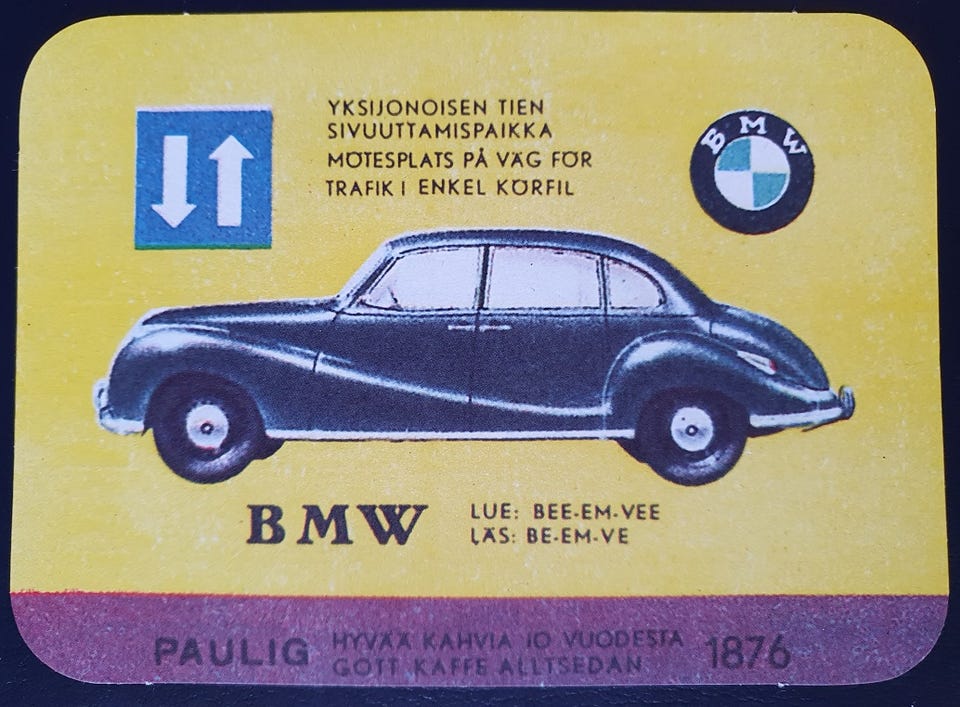 YKSIJONOISEN TIEN
SIVUUTTAMISPAIKKA
MÖTESPLATS PÅ VÄG FÖR
TRAFIK I ENKEL KÖRFIL
BMW
BMW
LUE: BEE-EM-VEE
LÄS: BE-EM-VE
PAULIG
HYVÄÄ KAHVIA JO VUODESTA
GOTT KAFFE ALLTSEDAN
1876